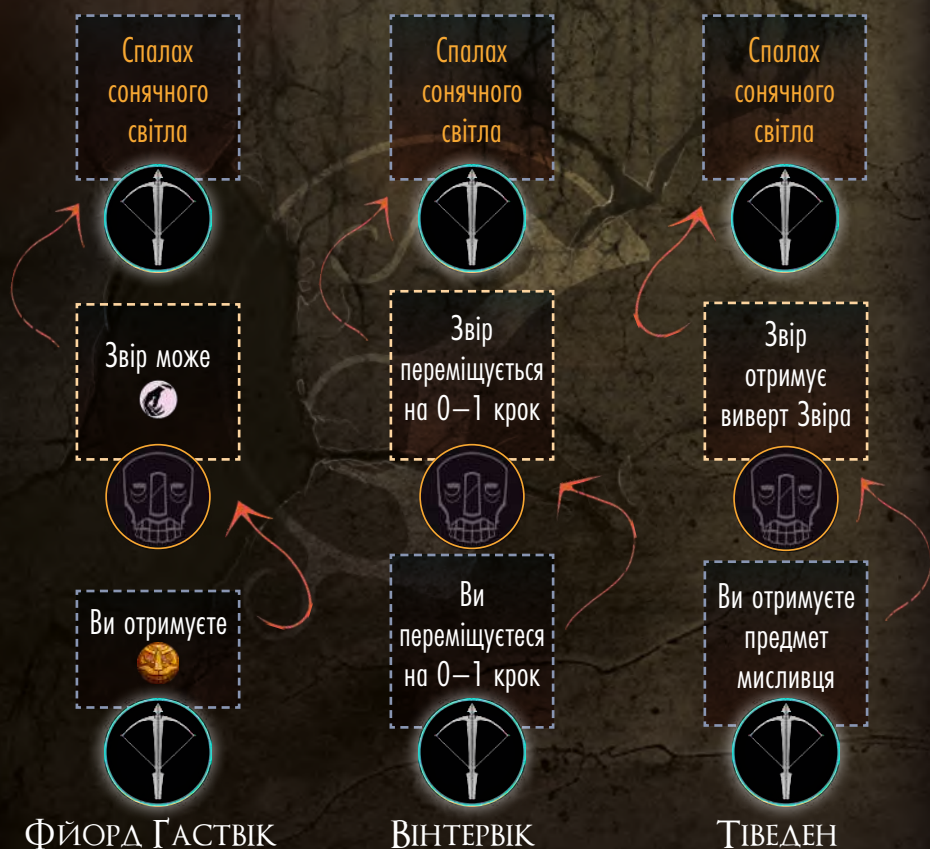 Спалах
сонячного
світла
Спалах
сонячного
світла
Спалах
сонячного
світла
Звір може
Звір
переміщується
на 0–1 крок
Звір
отримує
виверт Звіра
Ви отримуєте
Ви
переміщуєтеся
на 0–1 крок
Ви отримуєте
предмет
мисливця
Фйорд Ґаствік
Вінтервік
Тіведен